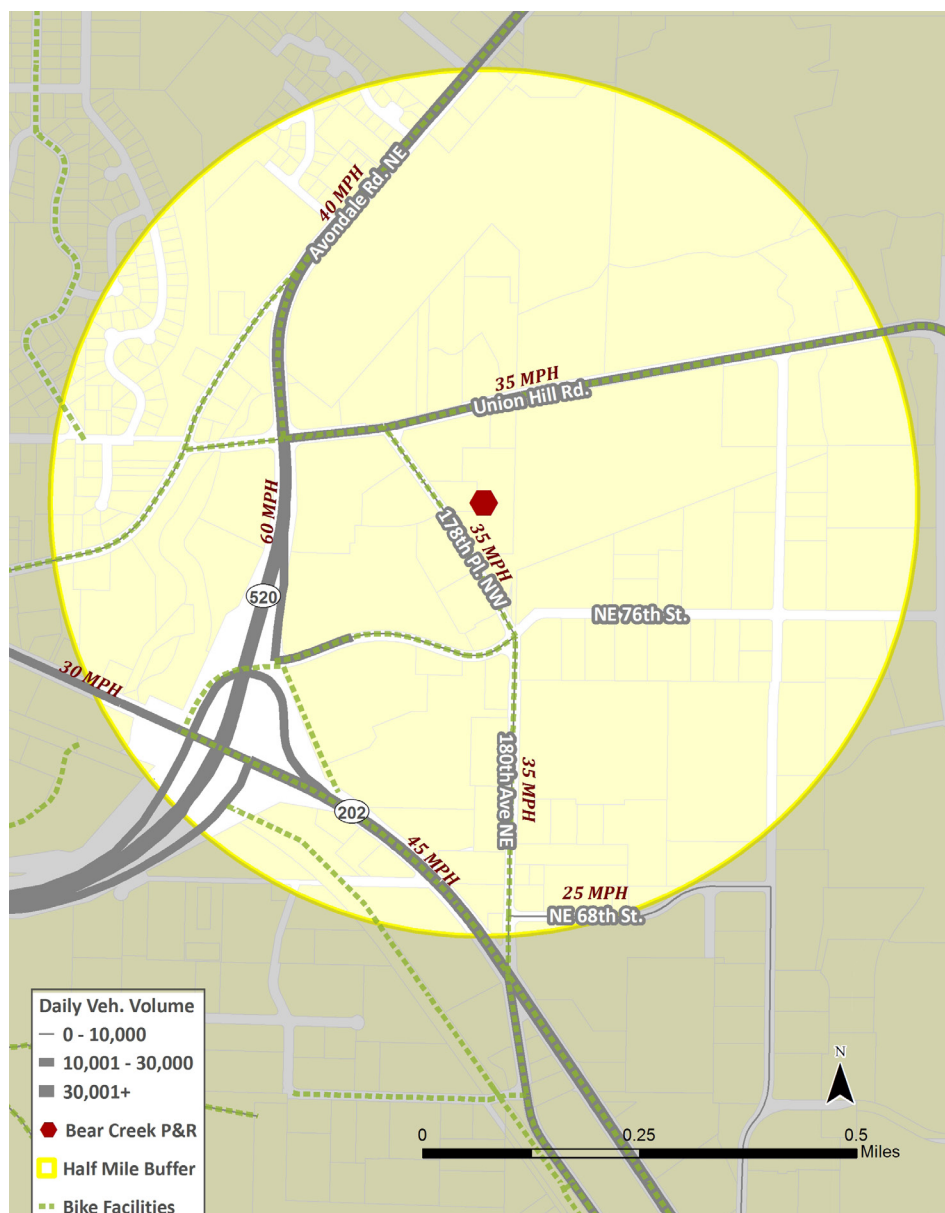 40 MPH
Avondale Rd. NE
35 MPH
Union Hill Rd.
60 MPH
35 MPH
178th Pl. NW
520
NE 76th St.
30 MPH
180th Ave NE
35 MPH
202
45 MPH
25 MPH
NE 68th St.
Daily Veh. Volume
0 - 10,000
10,001 - 30,000
30,001+
Bear Creek P&R
Half Mile Buffer
Bike Facilities
N
0 0.25 0.5
Miles